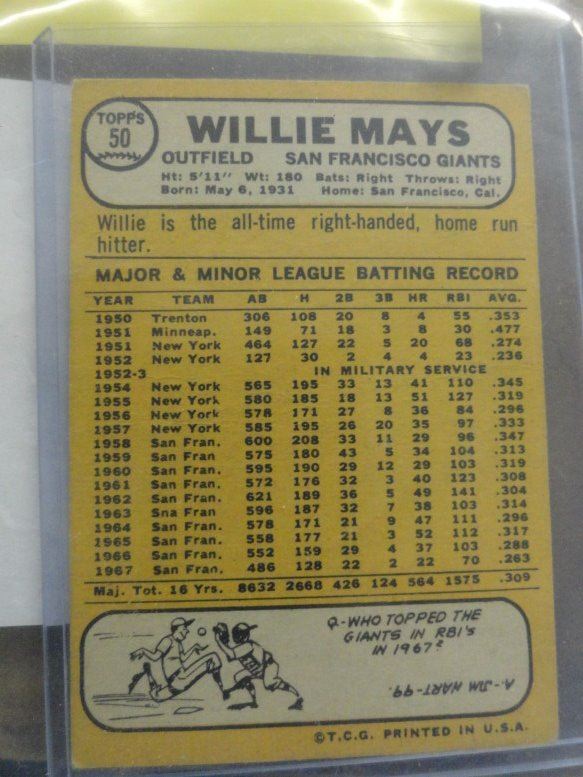 TOPPS
50
WILLIE MAYS
OUTFIELD SAN FRANCISCO GIANTS
Ht: 5'11" Wt: 180 Bats: Right Throws: Right
Born: May 6, 1931 Home: San Francisco, Cal.
Willie is the all-time right-handed, home run
hitter.
MAJOR & MINOR LEAGUE BATTING RECORD
YEAR TEAM AB H 2B 3B HR RBI AVG.
1950 Trenton 306 108 20 8 4 55 .353
1951 Minneap. 149 71 18 3 8 30 .477
1951 New York 464 127 22 5 20 68 .274
1952 New York 127 30 2 4 4 23 .236
1952-3 IN MILITARY SERVICE
1954 New York 565 195 33 13 41 110 .345
1955 New York 580 185 18 13 51 127 .319
1956 New York 578 171 27 8 36 84 .296
1957 New York 585 195 26 20 35 97 .333
1958 San Fran. 600 208 33 11 29 96 .347
1959 San Fran. 575 180 43 5 34 104 .313
1960 San Fran. 595 190 29 12 29 103 .319
1961 San Fran. 572 176 32 3 40 123 .308
1962 San Fran. 621 189 36 5 49 141 .304
1963 Sna Fran 596 187 32 7 38 103 .314
1964 San Fran. 578 171 21 9 47 111 .296
1965 San Fran. 558 177 21 3 52 112 .317
1966 San Fran. 552 159 29 4 37 103 .288
1967 San Fran. 486 128 22 2 22 70 .263
Maj. Tot. 16 Yrs. 8632 2668 426 124 564 1575 .309
Q-WHO TOPPED THE
GIANTS IN RBI'S
IN 1967?
A-JIM HART-99.
©T.C.G. PRINTED IN U.S.A.